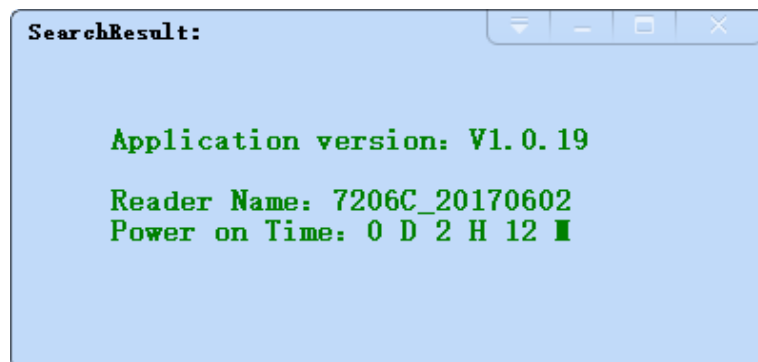 SearchResult:
Application version: V1.0.19
Reader Name: 7206C_20170602
Power on Time: 0 D 2 H 12 M